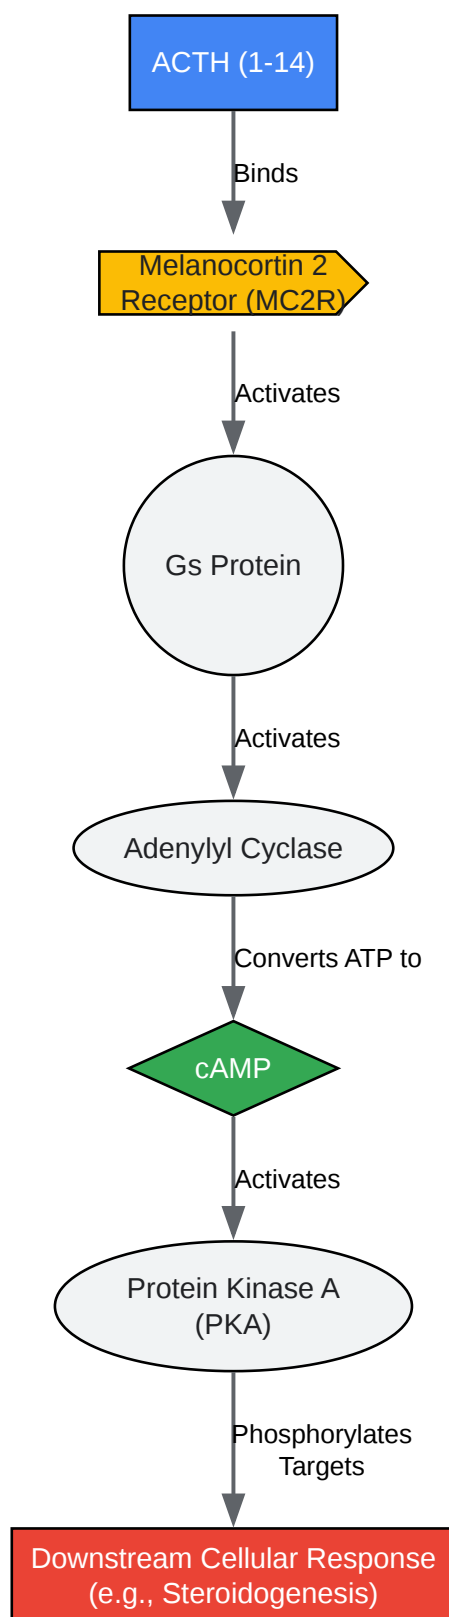 ACTH (1-14)
Binds
Melanocortin 2
Receptor (MC2R)
Activates
Gs Protein
Activates
Adenylyl Cyclase
Converts ATP to
cAMP
Activates
Protein Kinase A
(PKA)
Phosphorylates
Targets
Downstream Cellular Response
(e.g., Steroidogenesis)